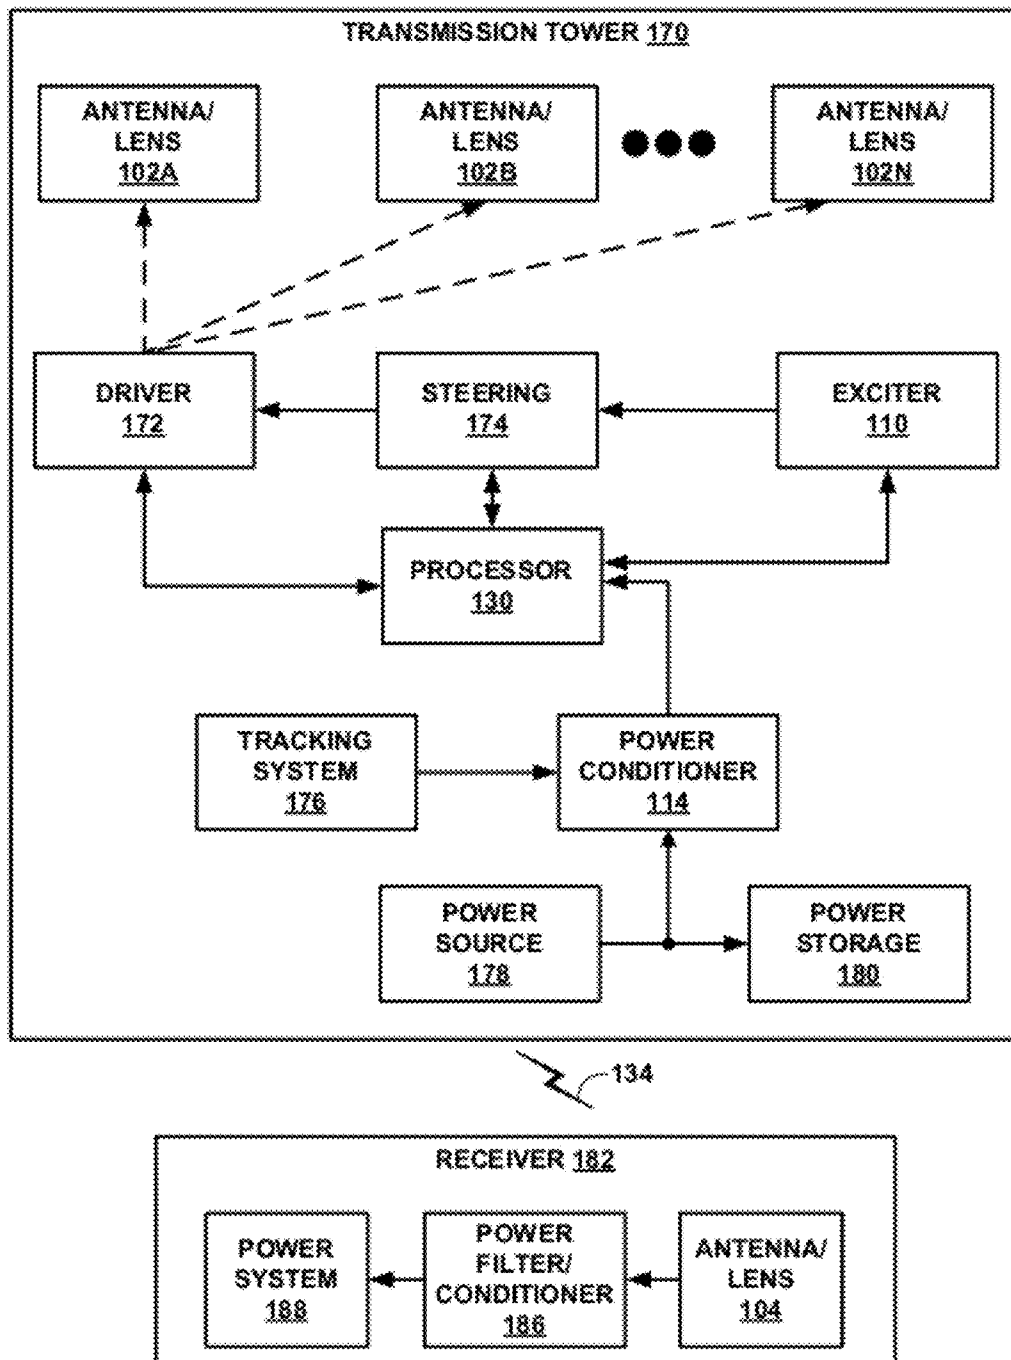 TRANSMISSION TOWER 170
ANTENNA/
LENS
102A
ANTENNA/
LENS
102B
ANTENNA/
LENS
102N
DRIVER
172
STEERING
174
EXCITER
110
PROCESSOR
130
TRACKING
SYSTEM
176
POWER
CONDITIONER
114
POWER
SOURCE
178
POWER
STORAGE
180
134
RECEIVER 182
POWER
SYSTEM
188
POWER
FILTER/
CONDITIONER
186
ANTENNA/
LENS
104